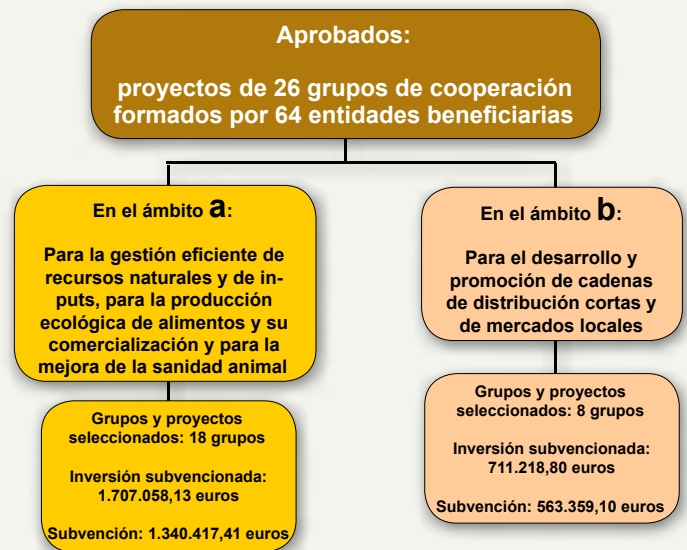 Aprobados:
proyectos de 26 grupos de cooperación
formados por 64 entidades beneficiarias
En el ámbito a:
Para la gestión eficiente de
recursos naturales y de in-
puts, para la producción
ecológica de alimentos y su
comercialización y para la
mejora de la sanidad animal
Grupos y proyectos
seleccionados: 18 grupos
Inversión subvencionada:
1.707.058,13 euros
Subvención: 1.340.417,41 euros
En el ámbito b:
Para el desarrollo y
promoción de cadenas
de distribución cortas y
de mercados locales
Grupos y proyectos
seleccionados: 8 grupos
Inversión subvencionada:
711.218,80 euros
Subvención: 563.359,10 euros